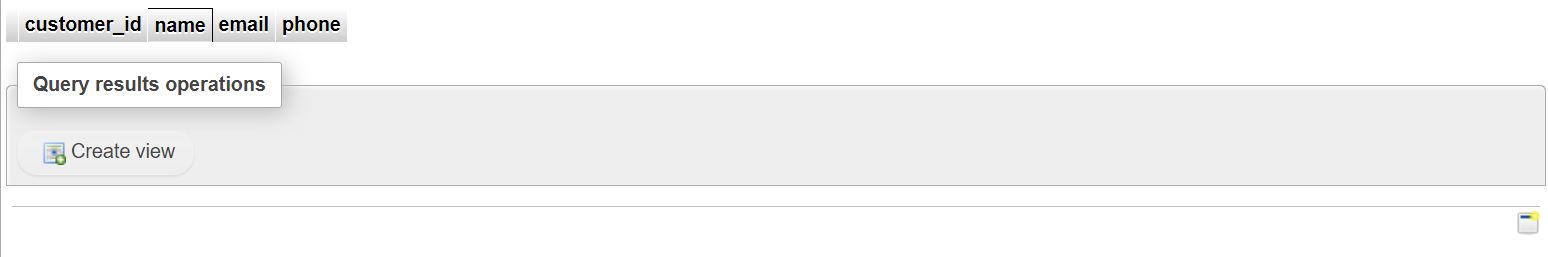 customer_id name email phone
Query results operations
Create view